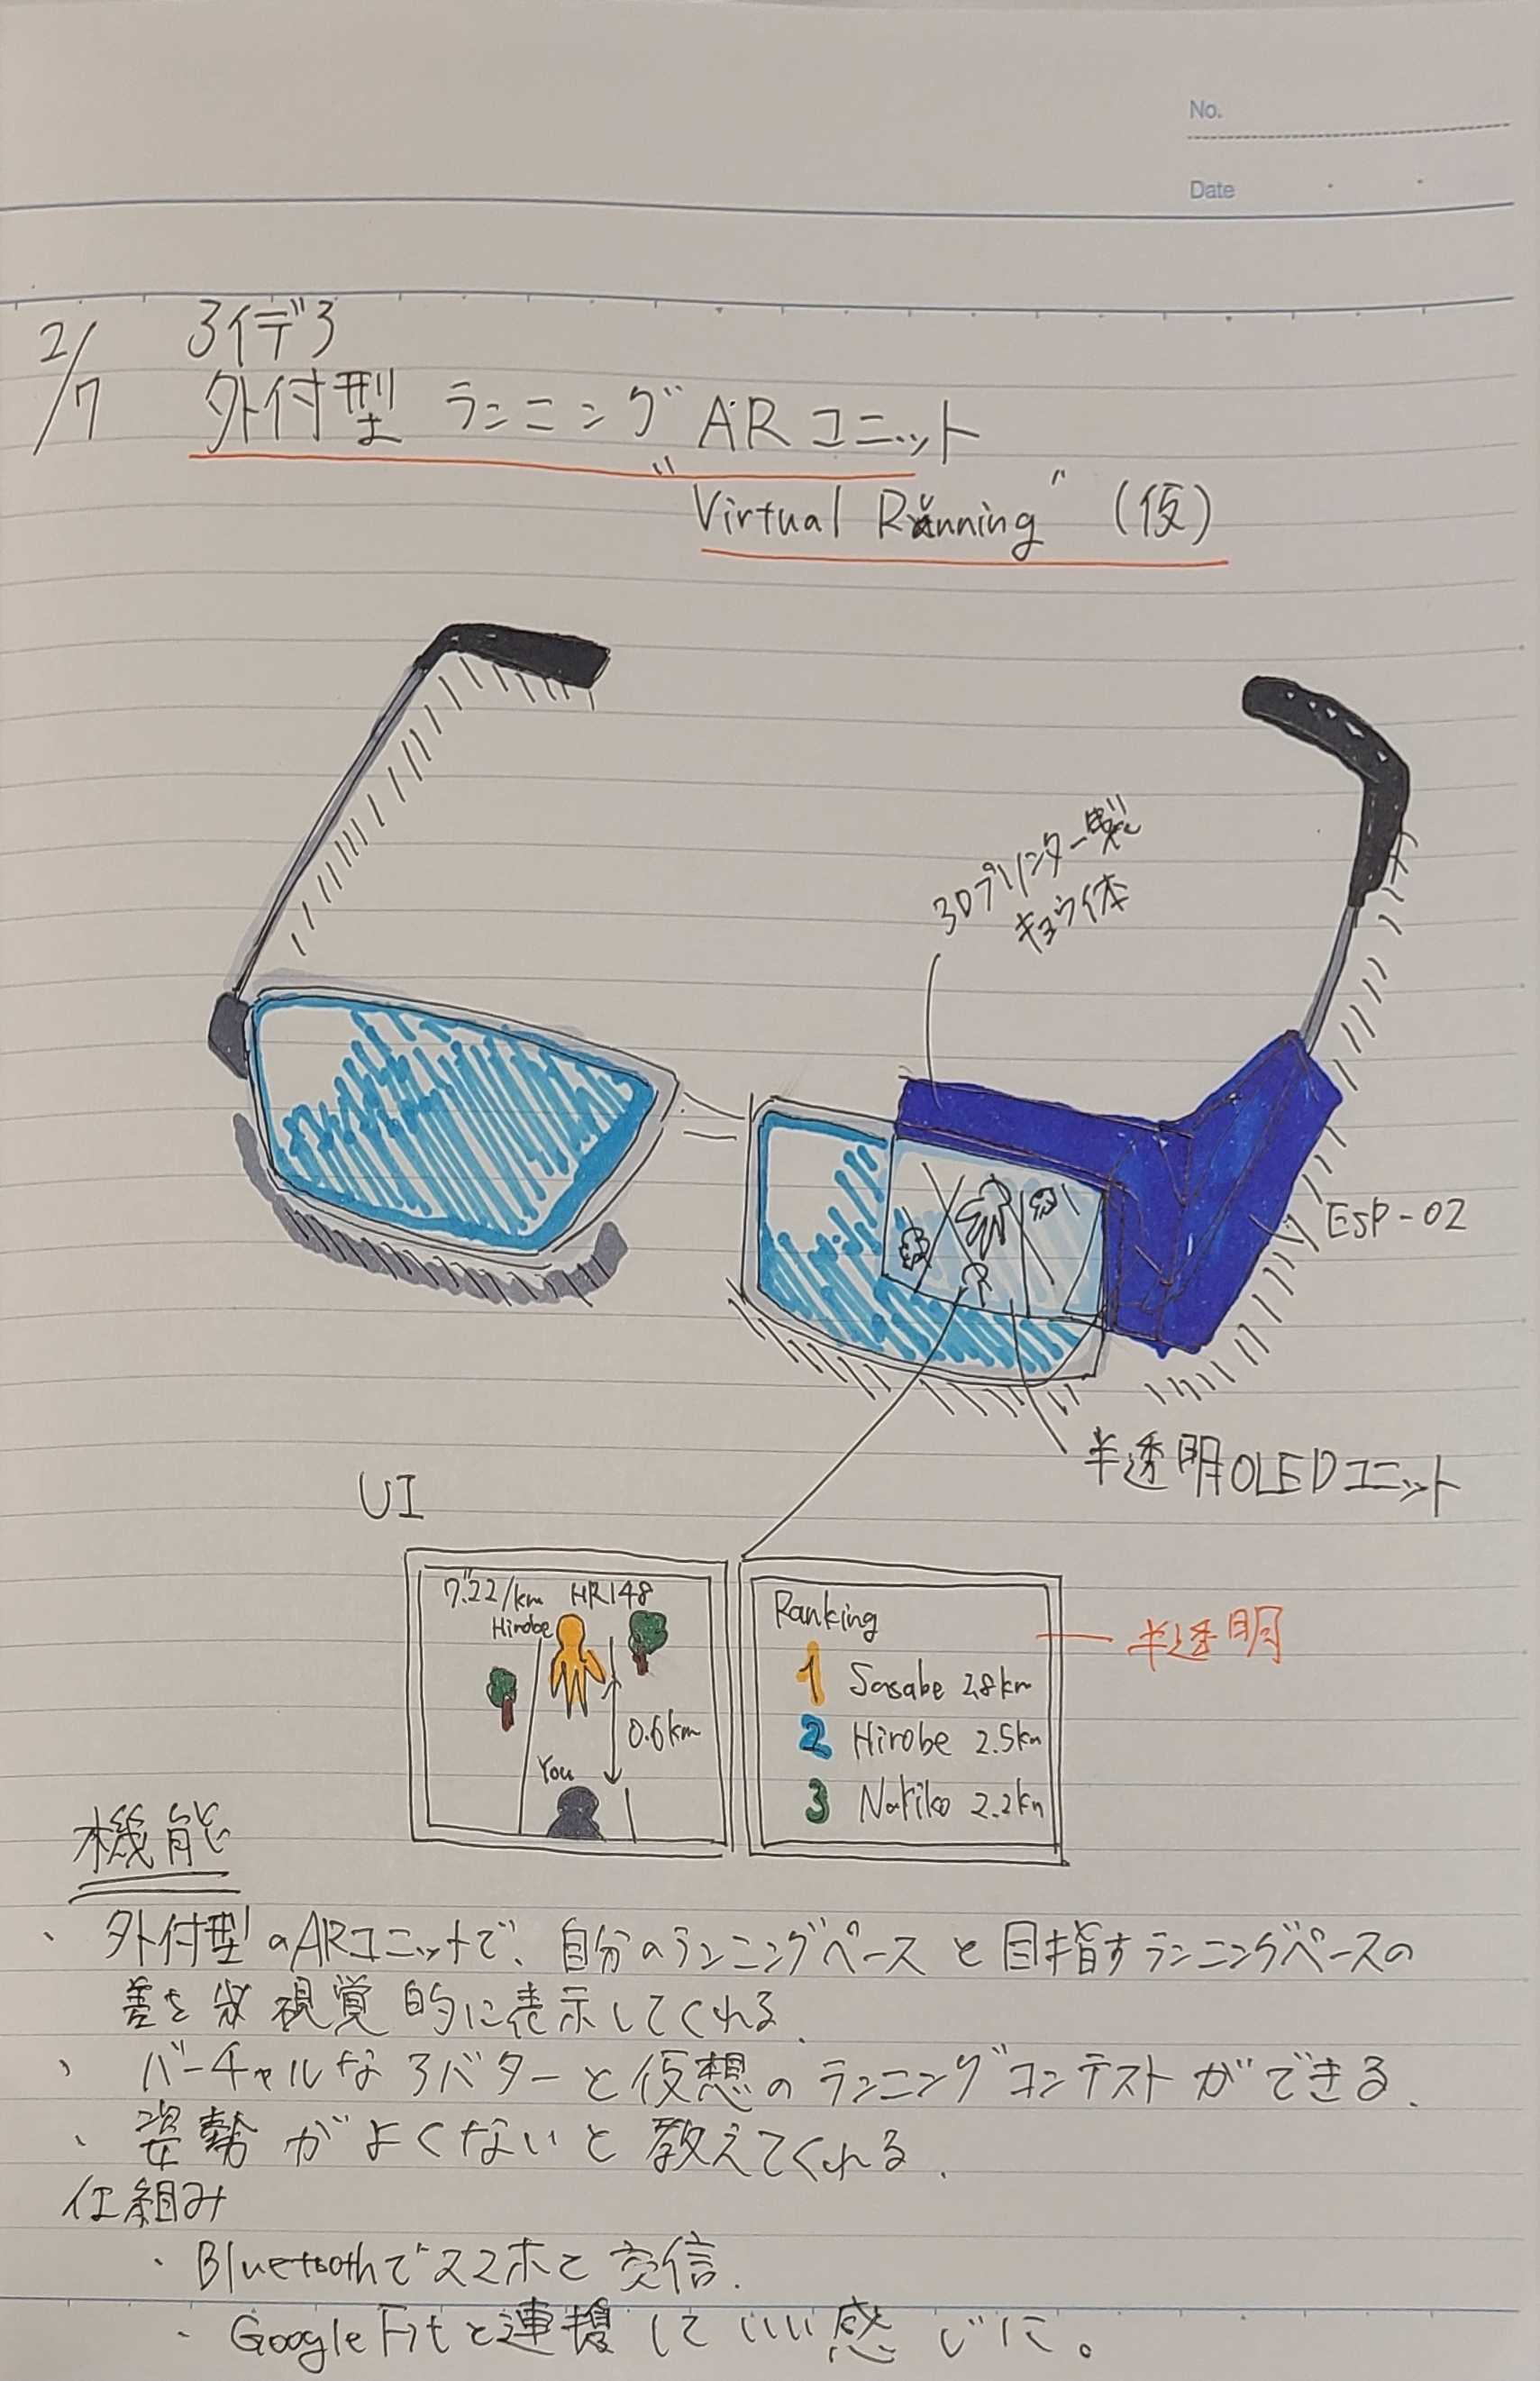 No.
Date
2/7 アイデア
外付型 ランニングARユニット
"Virtual Running"(仮)
3Dプリンター製
キョウ体
ESP-02
半透明OLEDユニット
UI
7:22/km HR148
Hirobe
0.6km
You
Ranking
1 Sasabe 2.8km
2 Hirobe 2.5km
3 Nakiko 2.2km
半透明
機能
・外付型のARユニットで、自分のランニングペースと目指すランニングペースの
差を視覚的に表示してくれる.
・バーチャルなアバターと仮想のランニングコンテストができる.
・姿勢がよくないと教えてくれる.
仕組み
・Bluetoothでスマホと交信.
・Google Fitと連携していい感じに。